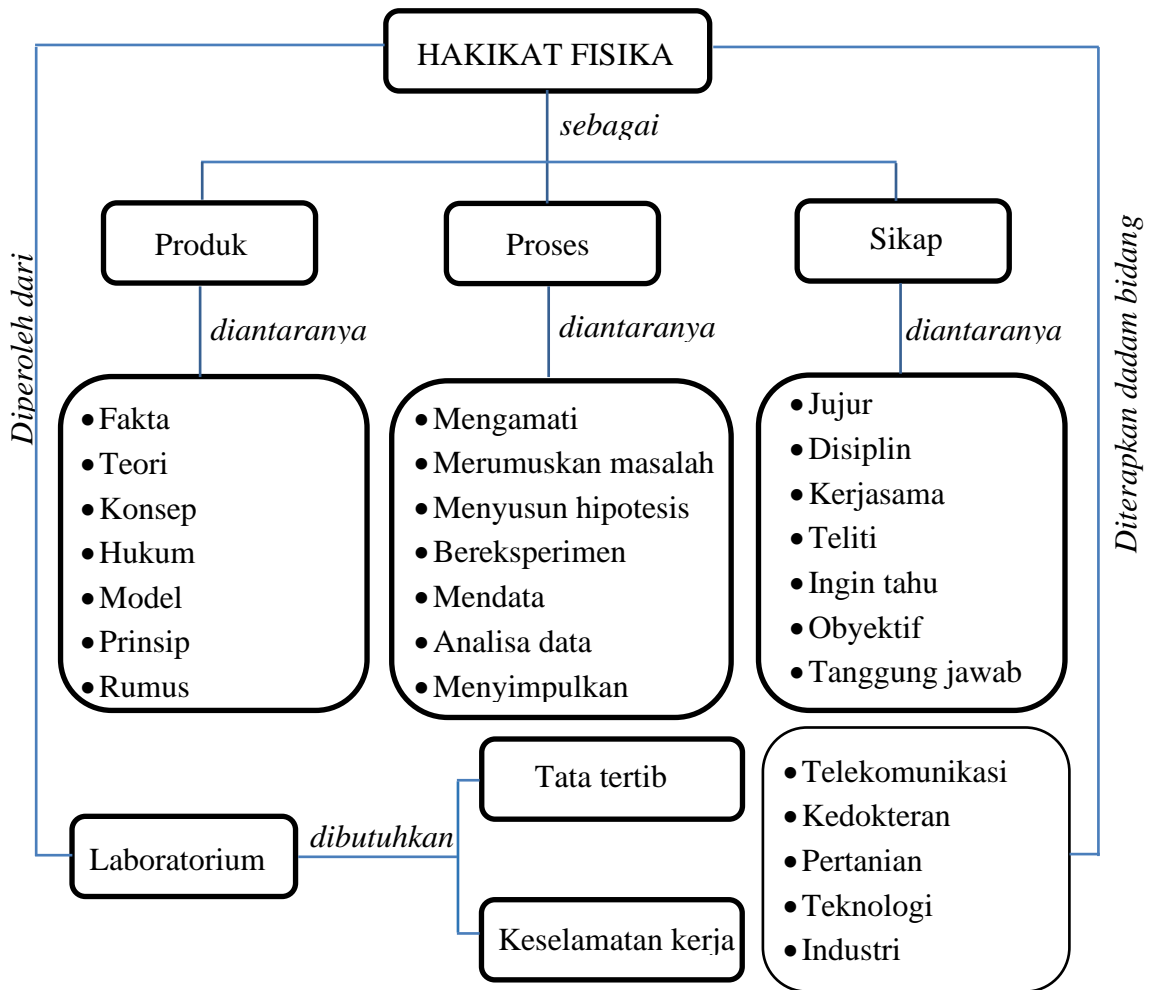 HAKIKAT FISIKA
sebagai
Produk
Proses
Sikap
Diperoleh dari
Diterapkan dadam bidang
diantaranya
diantaranya
diantaranya
•Fakta
•Teori
•Konsep
•Hukum
•Model
•Prinsip
•Rumus
•Mengamati
•Merumuskan masalah
•Menyusun hipotesis
•Bereksperimen
•Mendata
•Analisa data
•Menyimpulkan
•Jujur
•Disiplin
•Kerjasama
•Teliti
•Ingin tahu
•Obyektif
•Tanggung jawab
Laboratorium
dibutuhkan
Tata tertib
Keselamatan kerja
•Telekomunikasi
•Kedokteran
•Pertanian
•Teknologi
•Industri